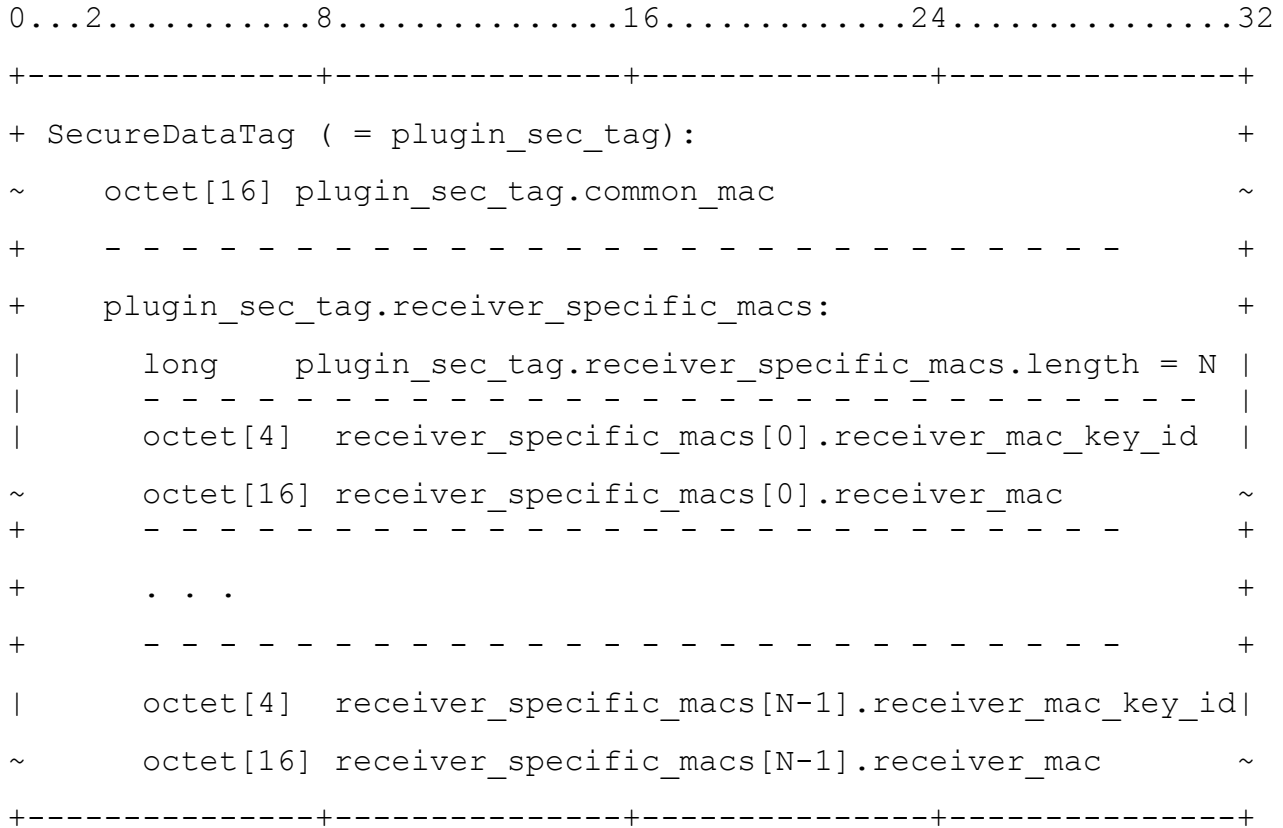 0...2...........8...............16.............24...............32
+---------------+---------------+---------------+---------------+
+ SecureDataTag ( = plugin_sec_tag): +
~ octet[16] plugin_sec_tag.common_mac ~
+ - - - - - - - - - - - - - - - - - - - - - - - - - - - +
+ plugin_sec_tag.receiver_specific_macs: +
| long plugin_sec_tag.receiver_specific_macs.length = N |
| - - - - - - - - - - - - - - - - - - - - - - - - - - - - |
| octet[4] receiver_specific_macs[0].receiver_mac_key_id |
~ octet[16] receiver_specific_macs[0].receiver_mac ~
+ - - - - - - - - - - - - - - - - - - - - - - - - - - +
+ . . . +
+ - - - - - - - - - - - - - - - - - - - - - - - - - - +
| octet[4] receiver_specific_macs[N-1].receiver_mac_key_id|
~ octet[16] receiver_specific_macs[N-1].receiver_mac ~
+---------------+---------------+---------------+---------------+